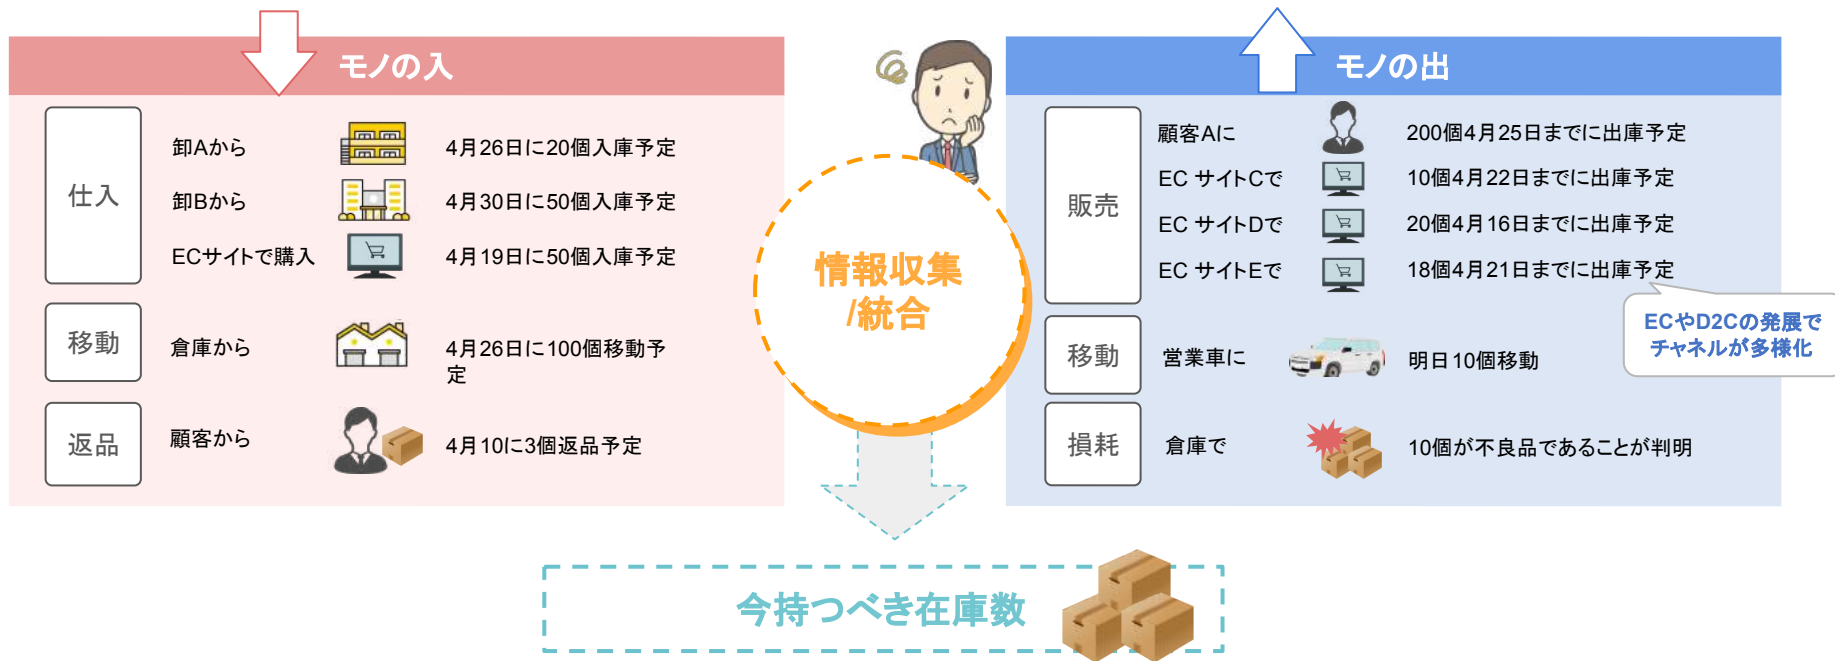 モノの入
仕入
卸Aから
4月26日に20個入庫予定
卸Bから
4月30日に50個入庫予定
ECサイトで購入
4月19日に50個入庫予定
移動
倉庫から
4月26日に100個移動予
定
返品
顧客から
4月10に3個返品予定
情報収集
/統合
モノの出
販売
顧客Aに
200個4月25日までに出庫予定
EC サイトCで
10個4月22日までに出庫予定
EC サイトDで
20個4月16日までに出庫予定
EC サイトEで
18個4月21日までに出庫予定
ECやD2Cの発展で
チャネルが多様化
移動
営業車に
明日10個移動
損耗
倉庫で
10個が不良品であることが判明
今持つべき在庫数